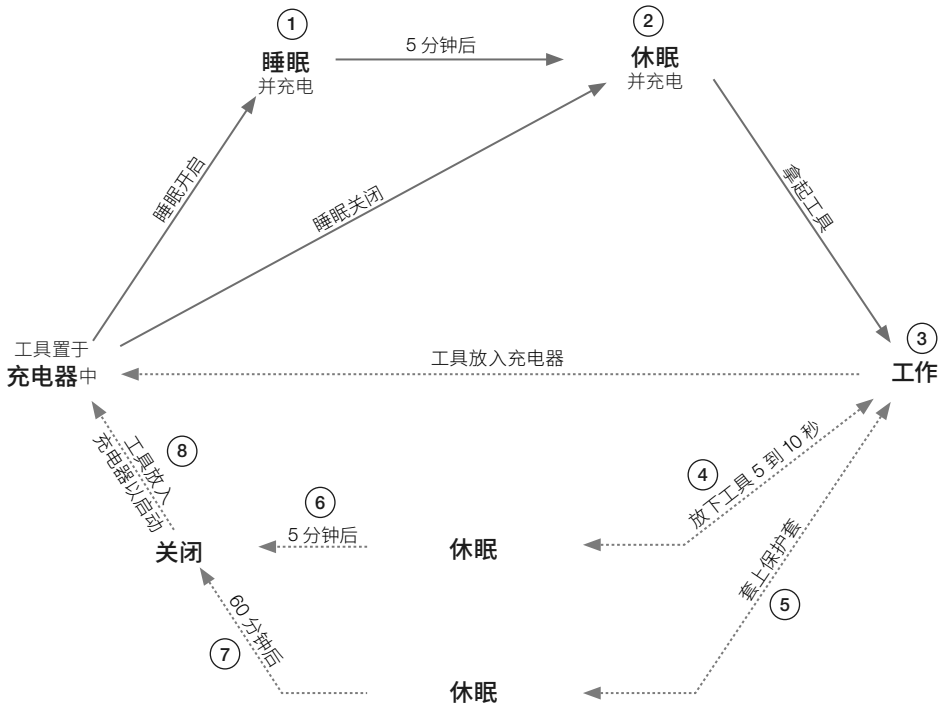 ①
②
睡眠
并充电
5 分钟后
休眠
并充电
睡眠开启
睡眠关闭
拿起工具
③
工具置于
充电器中
工具放入充电器
工作
⑧
工具放入
充电器以启动
④
放下工具 5 到 10 秒
⑥
5 分钟后
关闭
休眠
套上保护套
⑤
60 分钟后
⑦
休眠